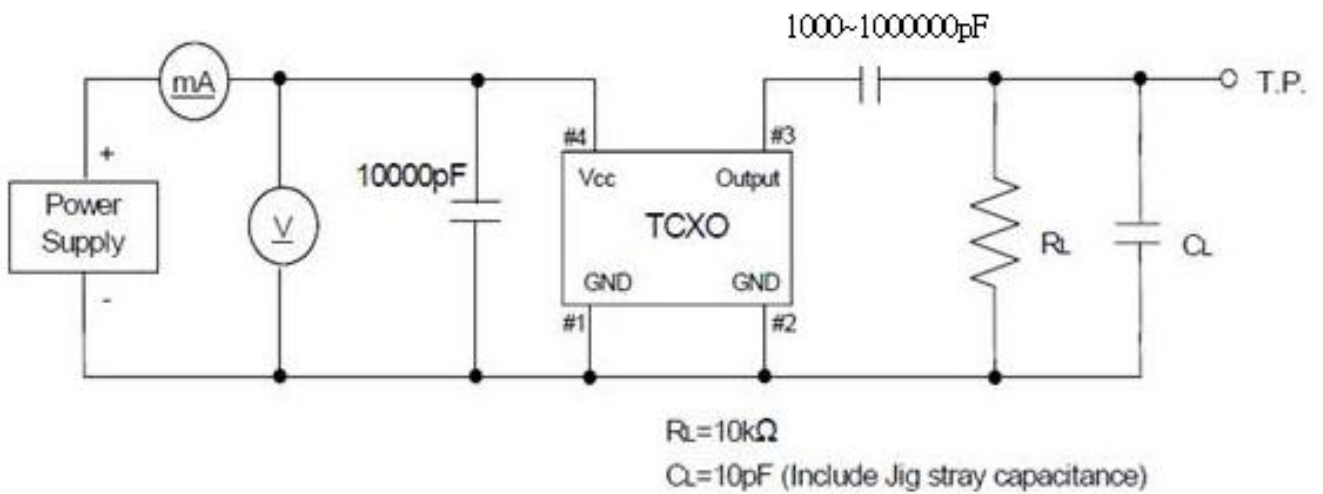 1000~1000000pF
mA
T.P.
+
#4
#3
10000pF
Vcc
Output
Power
Supply
V
TCXO
RL
CL
GND
GND
-
#1
#2
RL=10kΩ
CL=10pF (Include Jig stray capacitance)